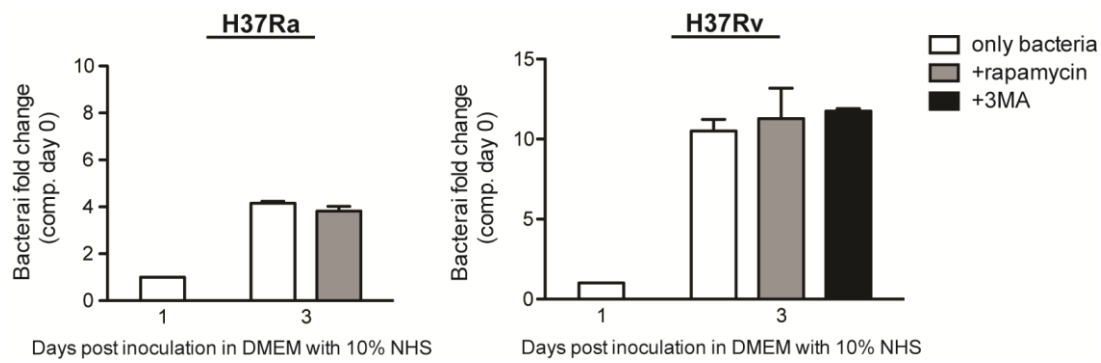 H37Ra
10
8
6
4
2
0
Bacterai fold change
(comp. day 0)
1
3
Days post inoculation in DMEM with 10% NHS
H37Rv
15
10
5
0
Bacterai fold change
(comp. day 0)
1
3
Days post inoculation in DMEM with 10% NHS
only bacteria
+rapamycin
+3MA